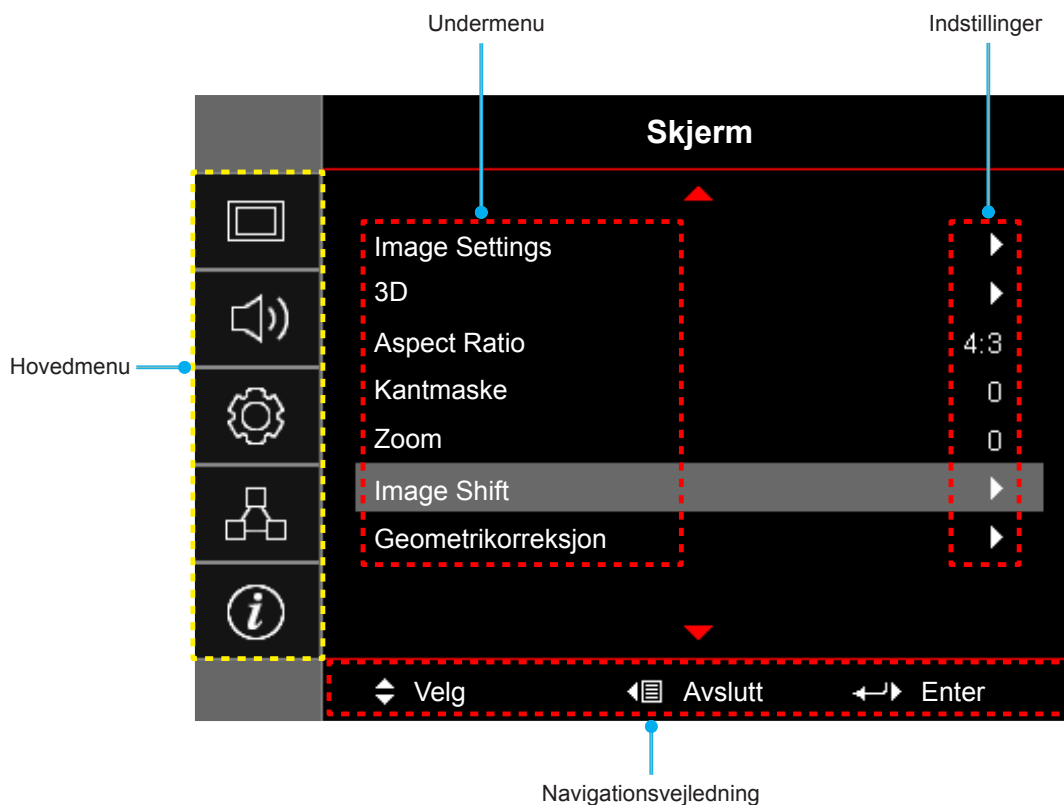 Undermenu
Indstillinger
Skjerm
Image Settings
3D
Aspect Ratio 4:3
Hovedmenu
Kantmaske 0
Zoom 0
Image Shift
Geometrikorreksjon
Velg Avslutt Enter
Navigationsvejledning